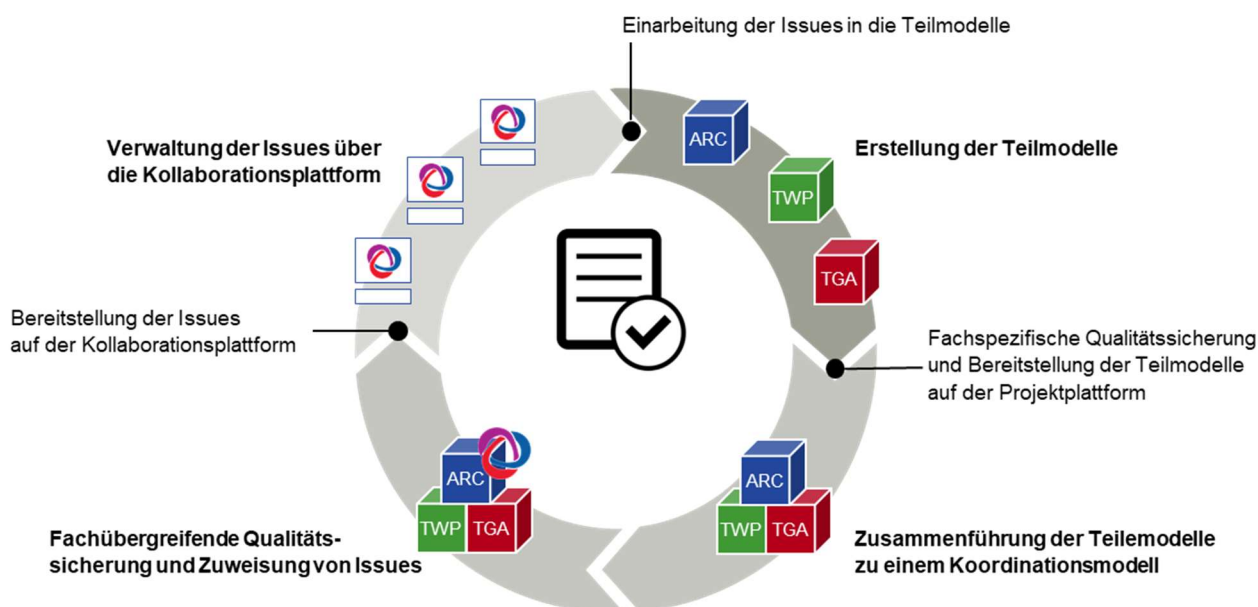 Einarbeitung der Issues in die Teilmodelle
Verwaltung der Issues über
die Kollaborationsplattform
ARC
TWP
TGA
Erstellung der Teilmodelle
Bereitstellung der Issues
auf der Kollaborationsplattform
Fachspezifische Qualitätssicherung
und Bereitstellung der Teilmodelle
auf der Projektplattform
ARC
TWP
TGA
Fachübergreifende Qualitäts-
sicherung und Zuweisung von Issues
ARC
TWP
TGA
Zusammenführung der Teilemodelle
zu einem Koordinationsmodell